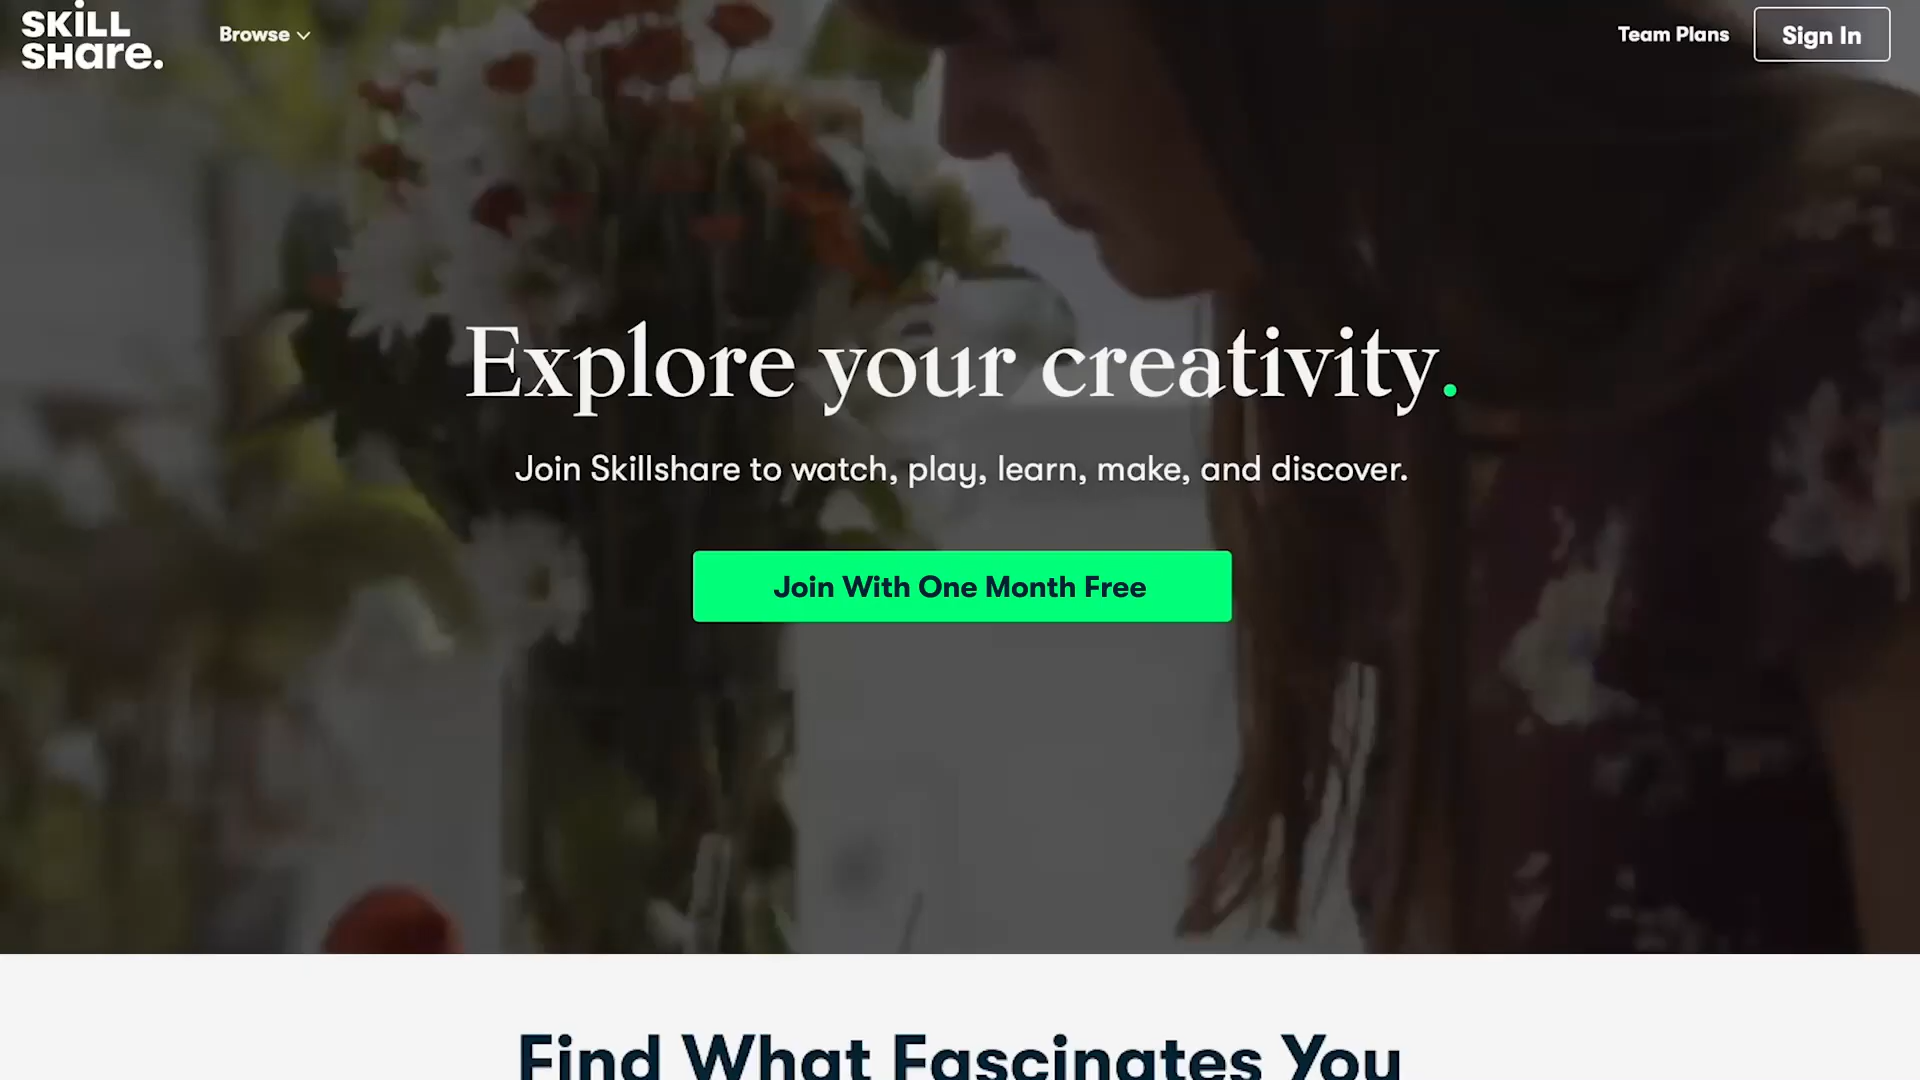 SKiLL
SHare.
Browse
Team Plans
Sign In
Explore your creativity.
Join Skillshare to watch, play, learn, make, and discover.
Join With One Month Free
Find What Fascinates You